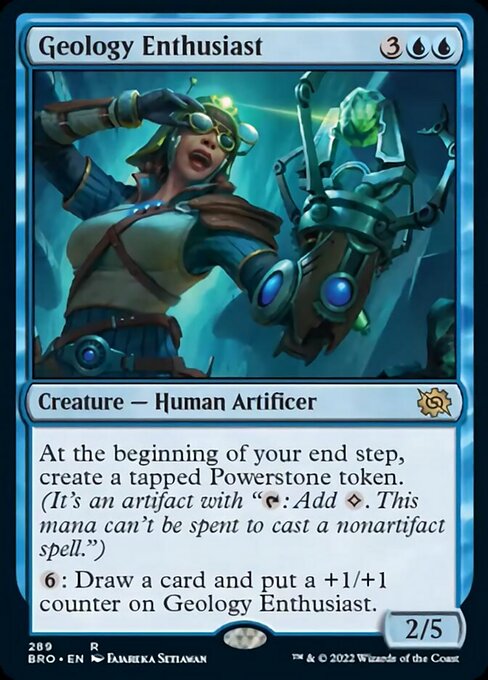 Geology Enthusiast 3
Creature — Human Artificer
At the beginning of your end step,
create a tapped Powerstone token.
(It's an artifact with “: Add . This
mana can't be spent to cast a nonartifact
spell.”)
6: Draw a card and put a +1/+1
counter on Geology Enthusiast.
2/5
289 R
BRO • EN Fajareka Setiawan
™ & © 2022 Wizards of the Coast